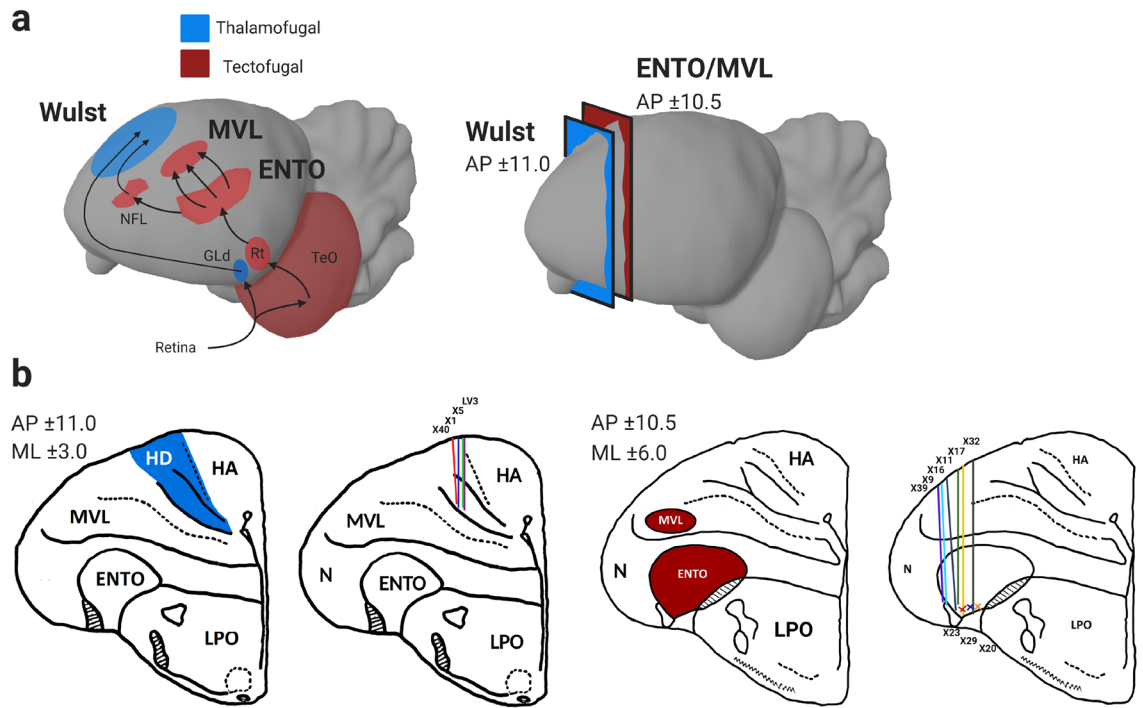 a
Thalamofugal
Tectofugal
Wulst
MVL
ENTO
NFL
GLd
Rt
TeO
Retina
ENTO/MVL
AP ±10.5
Wulst
AP ±11.0
b
AP ±11.0
ML ±3.0
HD
HA
MVL
ENTO
LPO
LV3
X5
X1
X40
HA
MVL
N
ENTO
LPO
AP ±10.5
ML ±6.0
HA
MVL
N
ENTO
LPO
X32
X17
X11
X16
X9
X39
HA
N
LPO
X23
X29
X20